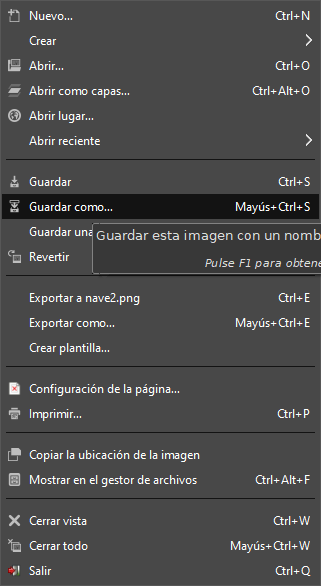 Nuevo... Ctrl+N
Crear
Abrir... Ctrl+O
Abrir como capas... Ctrl+Alt+O
Abrir lugar...
Abrir reciente
Guardar Ctrl+S
Guardar como... Mayús+Ctrl+S
Guardar una
Guardar esta imagen con un nomb
Revertir
Pulse F1 para obtene
Exportar a nave2.png Ctrl+E
Exportar como... Mayús+Ctrl+E
Crear plantilla...
Configuración de la página...
Imprimir... Ctrl+P
Copiar la ubicación de la imagen
Mostrar en el gestor de archivos Ctrl+Alt+F
Cerrar vista Ctrl+W
Cerrar todo Mayús+Ctrl+W
Salir Ctrl+Q